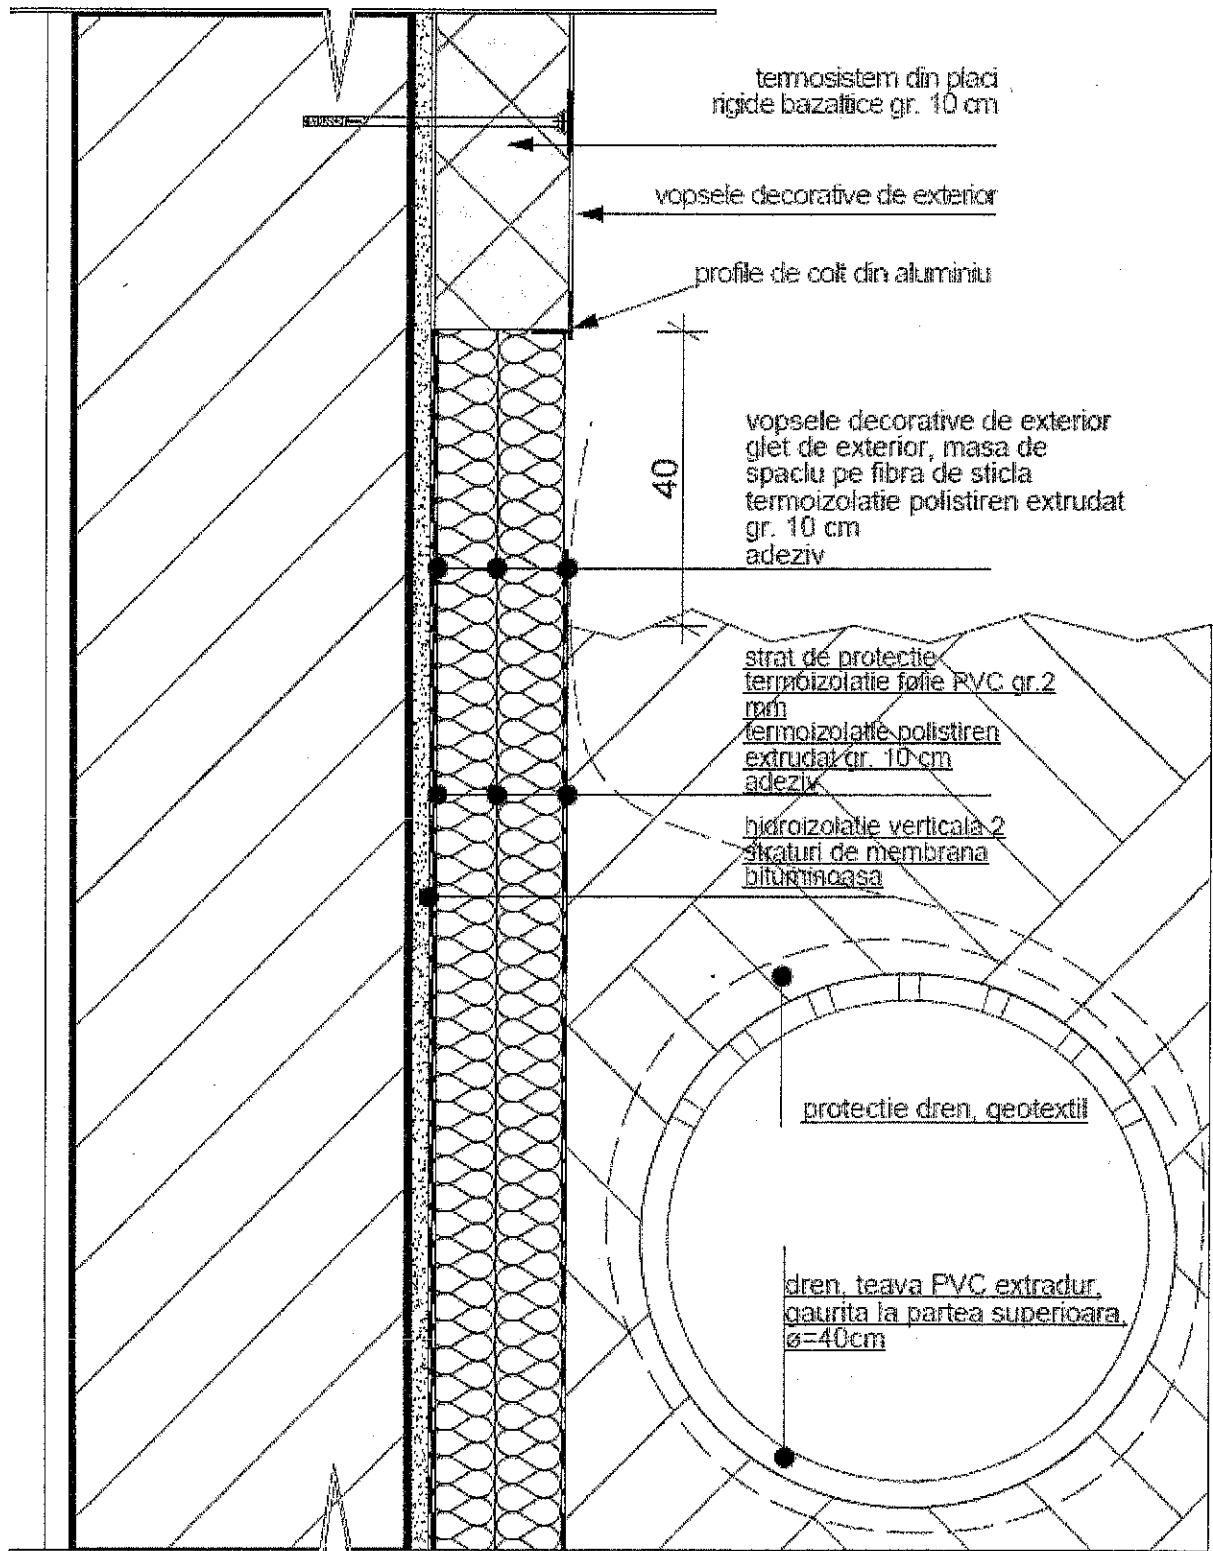 termosistem din placi
rigide bazaltice gr. 10 cm
vopsele decorative de exterior
profile de colt din aluminiu
40
vopsele decorative de exterior
glet de exterior, masa de
spaclu pe fibra de sticla
termoizolatie polistiren extrudat
gr. 10 cm
adeziv
strat de protectie
termoizolatie folie PVC gr.2
mm
termoizolatie polistiren
extrudat gr. 10 cm
adeziv
hidroizolatie verticala 2
straturi de membrana
bituminoasa
protectie dren, geotextil
dren, teava PVC extradur,
gaurita la partea superioara,
ø=40cm